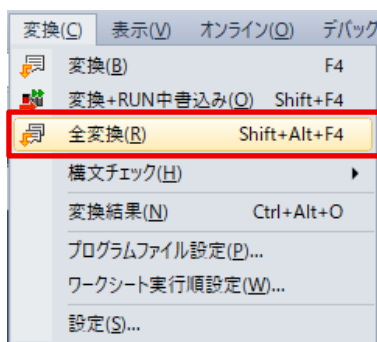 変換(C) 表示(V) オンライン(O) デバッグ
変換(B) F4
変換+RUN中書込み(O) Shift+F4
全変換(R) Shift+Alt+F4
構文チェック(H)
変換結果(N) Ctrl+Alt+O
プログラムファイル設定(P)...
ワークシート実行順設定(W)...
設定(S)...